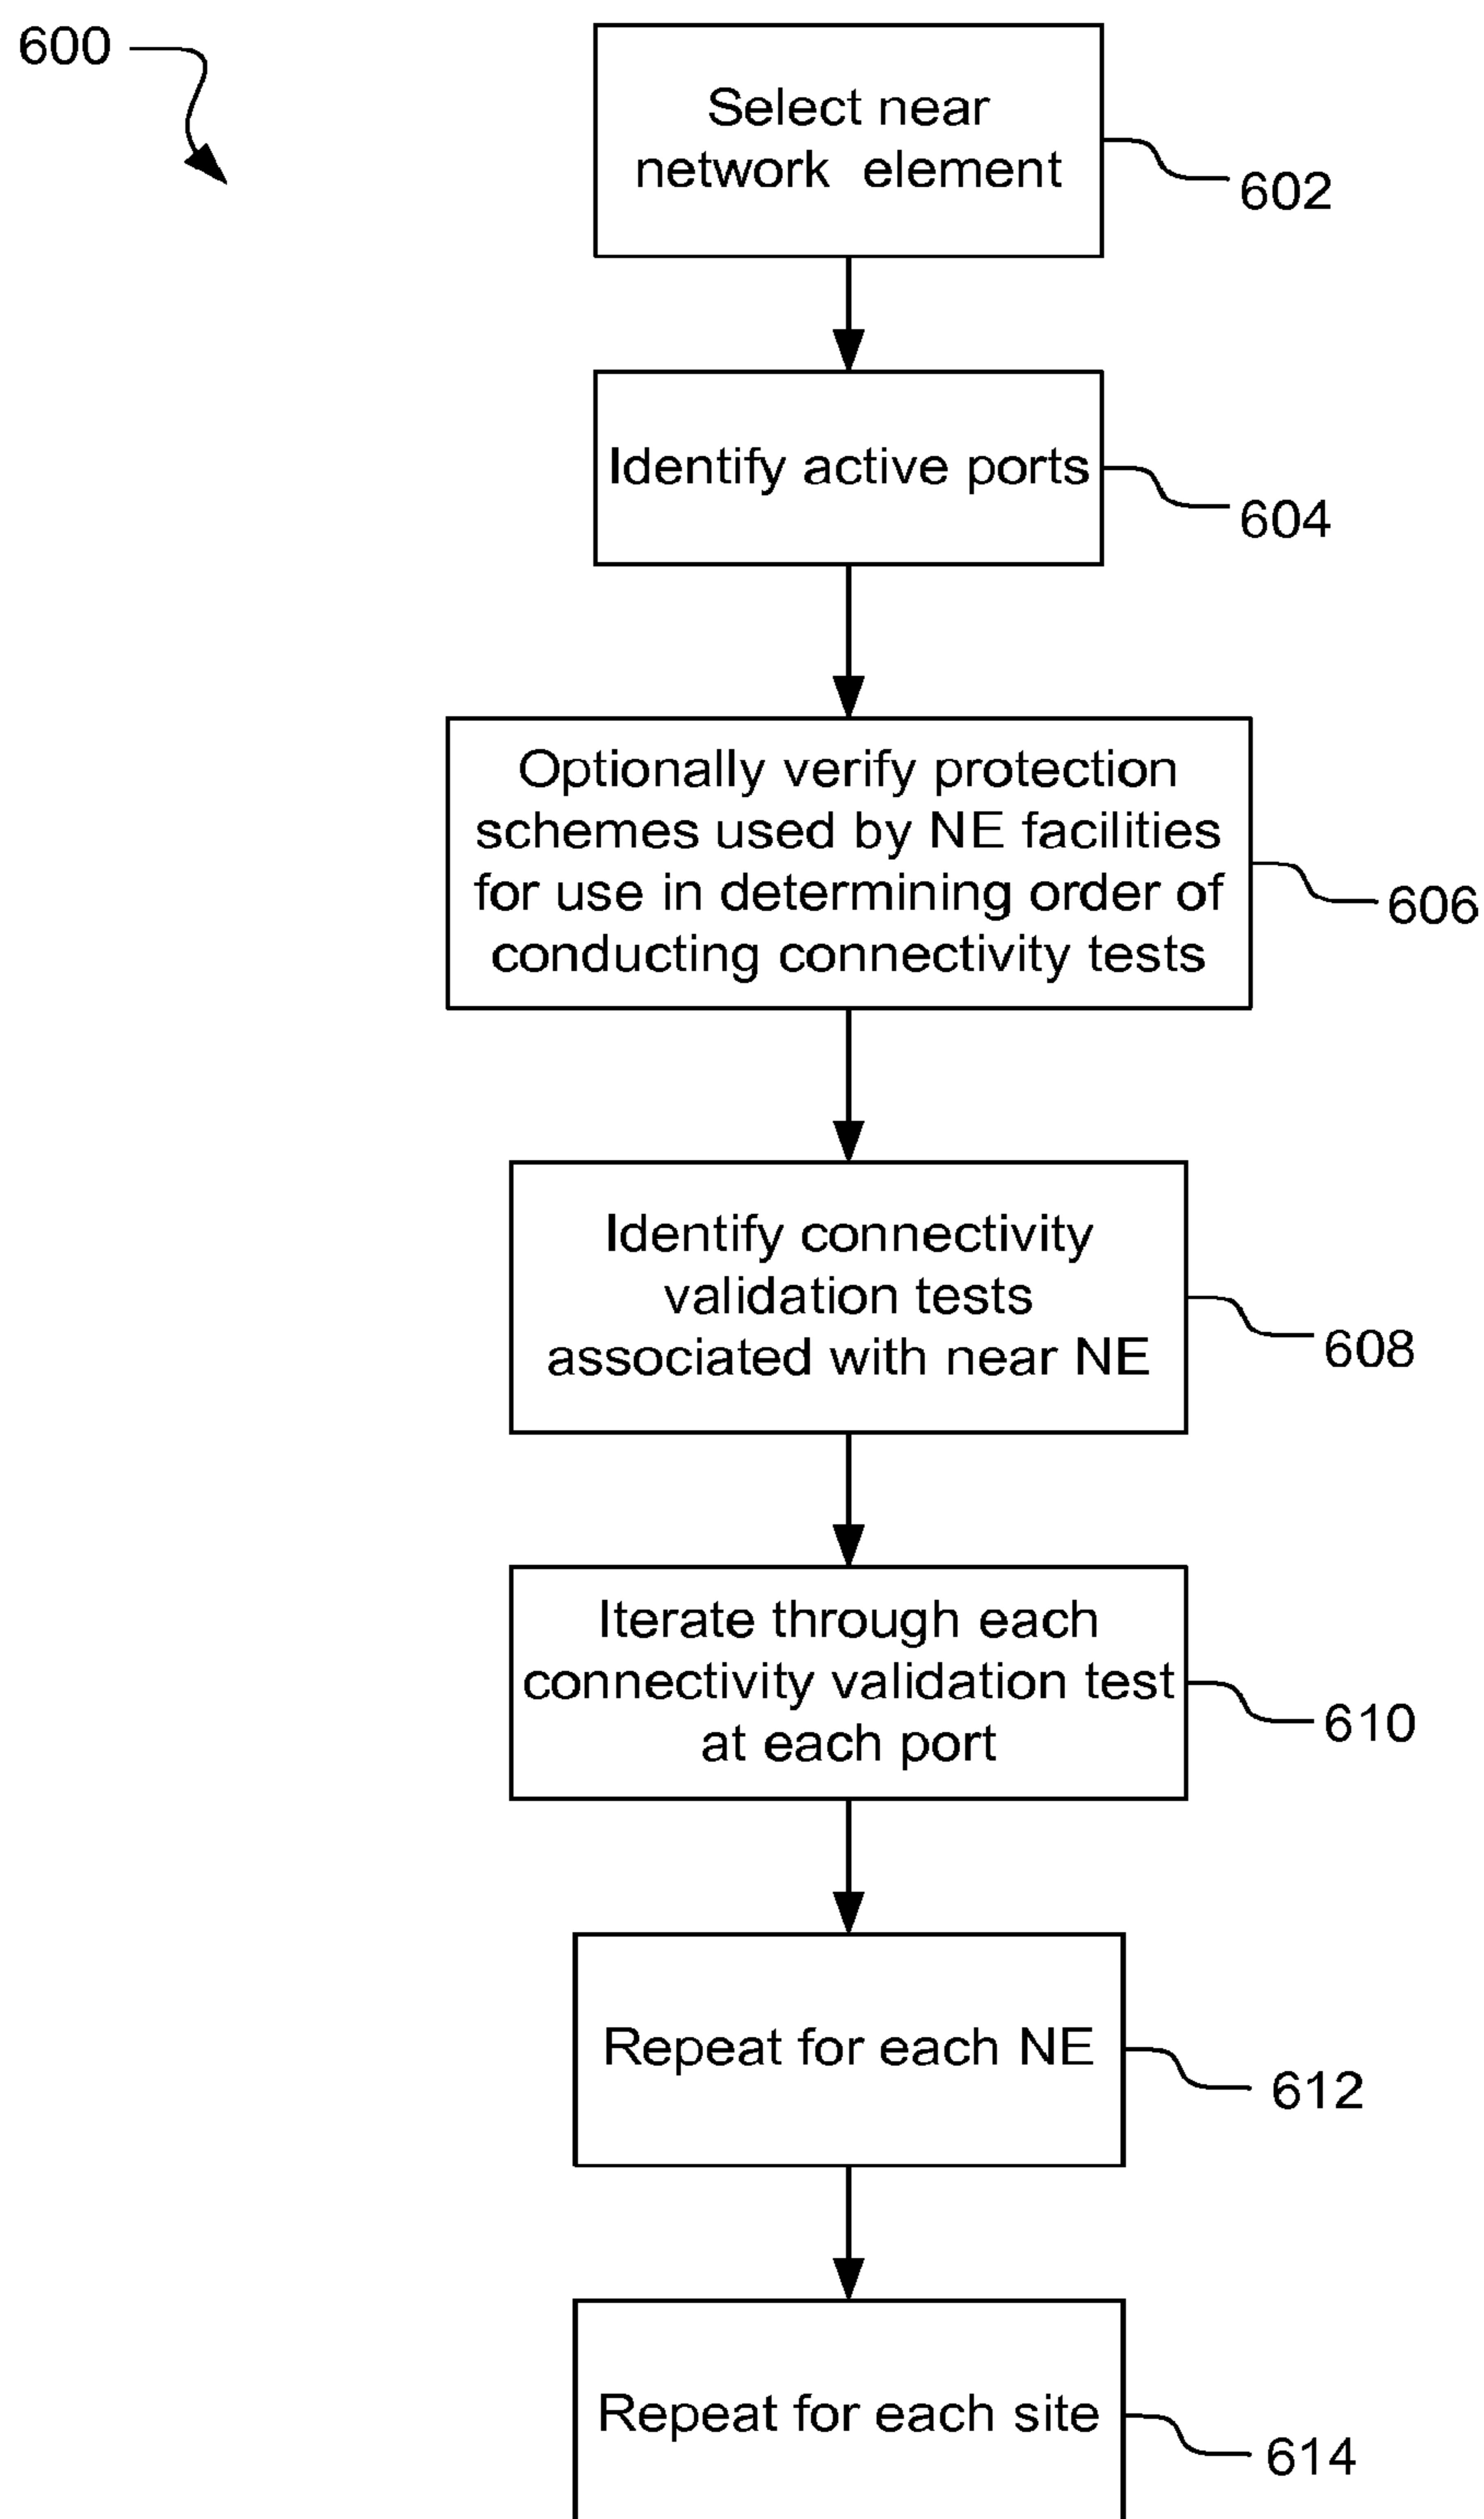 600
Select near
network element
602
Identify active ports
604
Optionally verify protection
schemes used by NE facilities
for use in determining order of
conducting connectivity tests
606
Identify connectivity
validation tests
associated with near NE
608
Iterate through each
connectivity validation test
at each port
610
Repeat for each NE
612
Repeat for each site
614